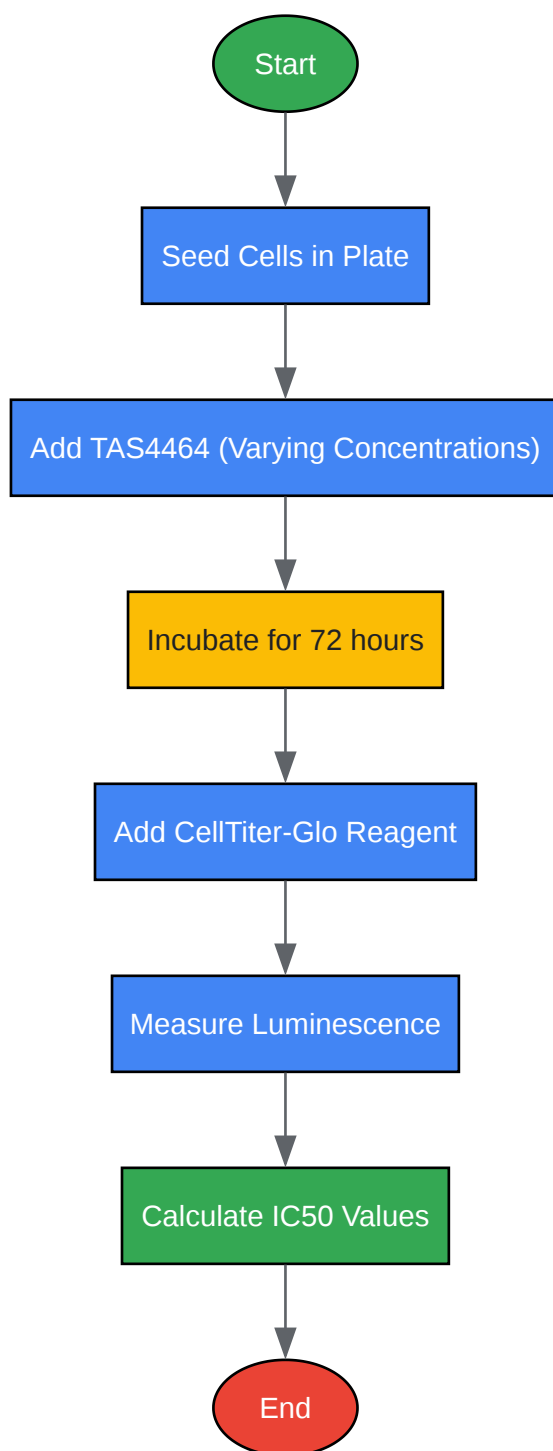 Start
Seed Cells in Plate
Add TAS4464 (Varying Concentrations)
Incubate for 72 hours
Add CellTiter-Glo Reagent
Measure Luminescence
Calculate IC50 Values
End